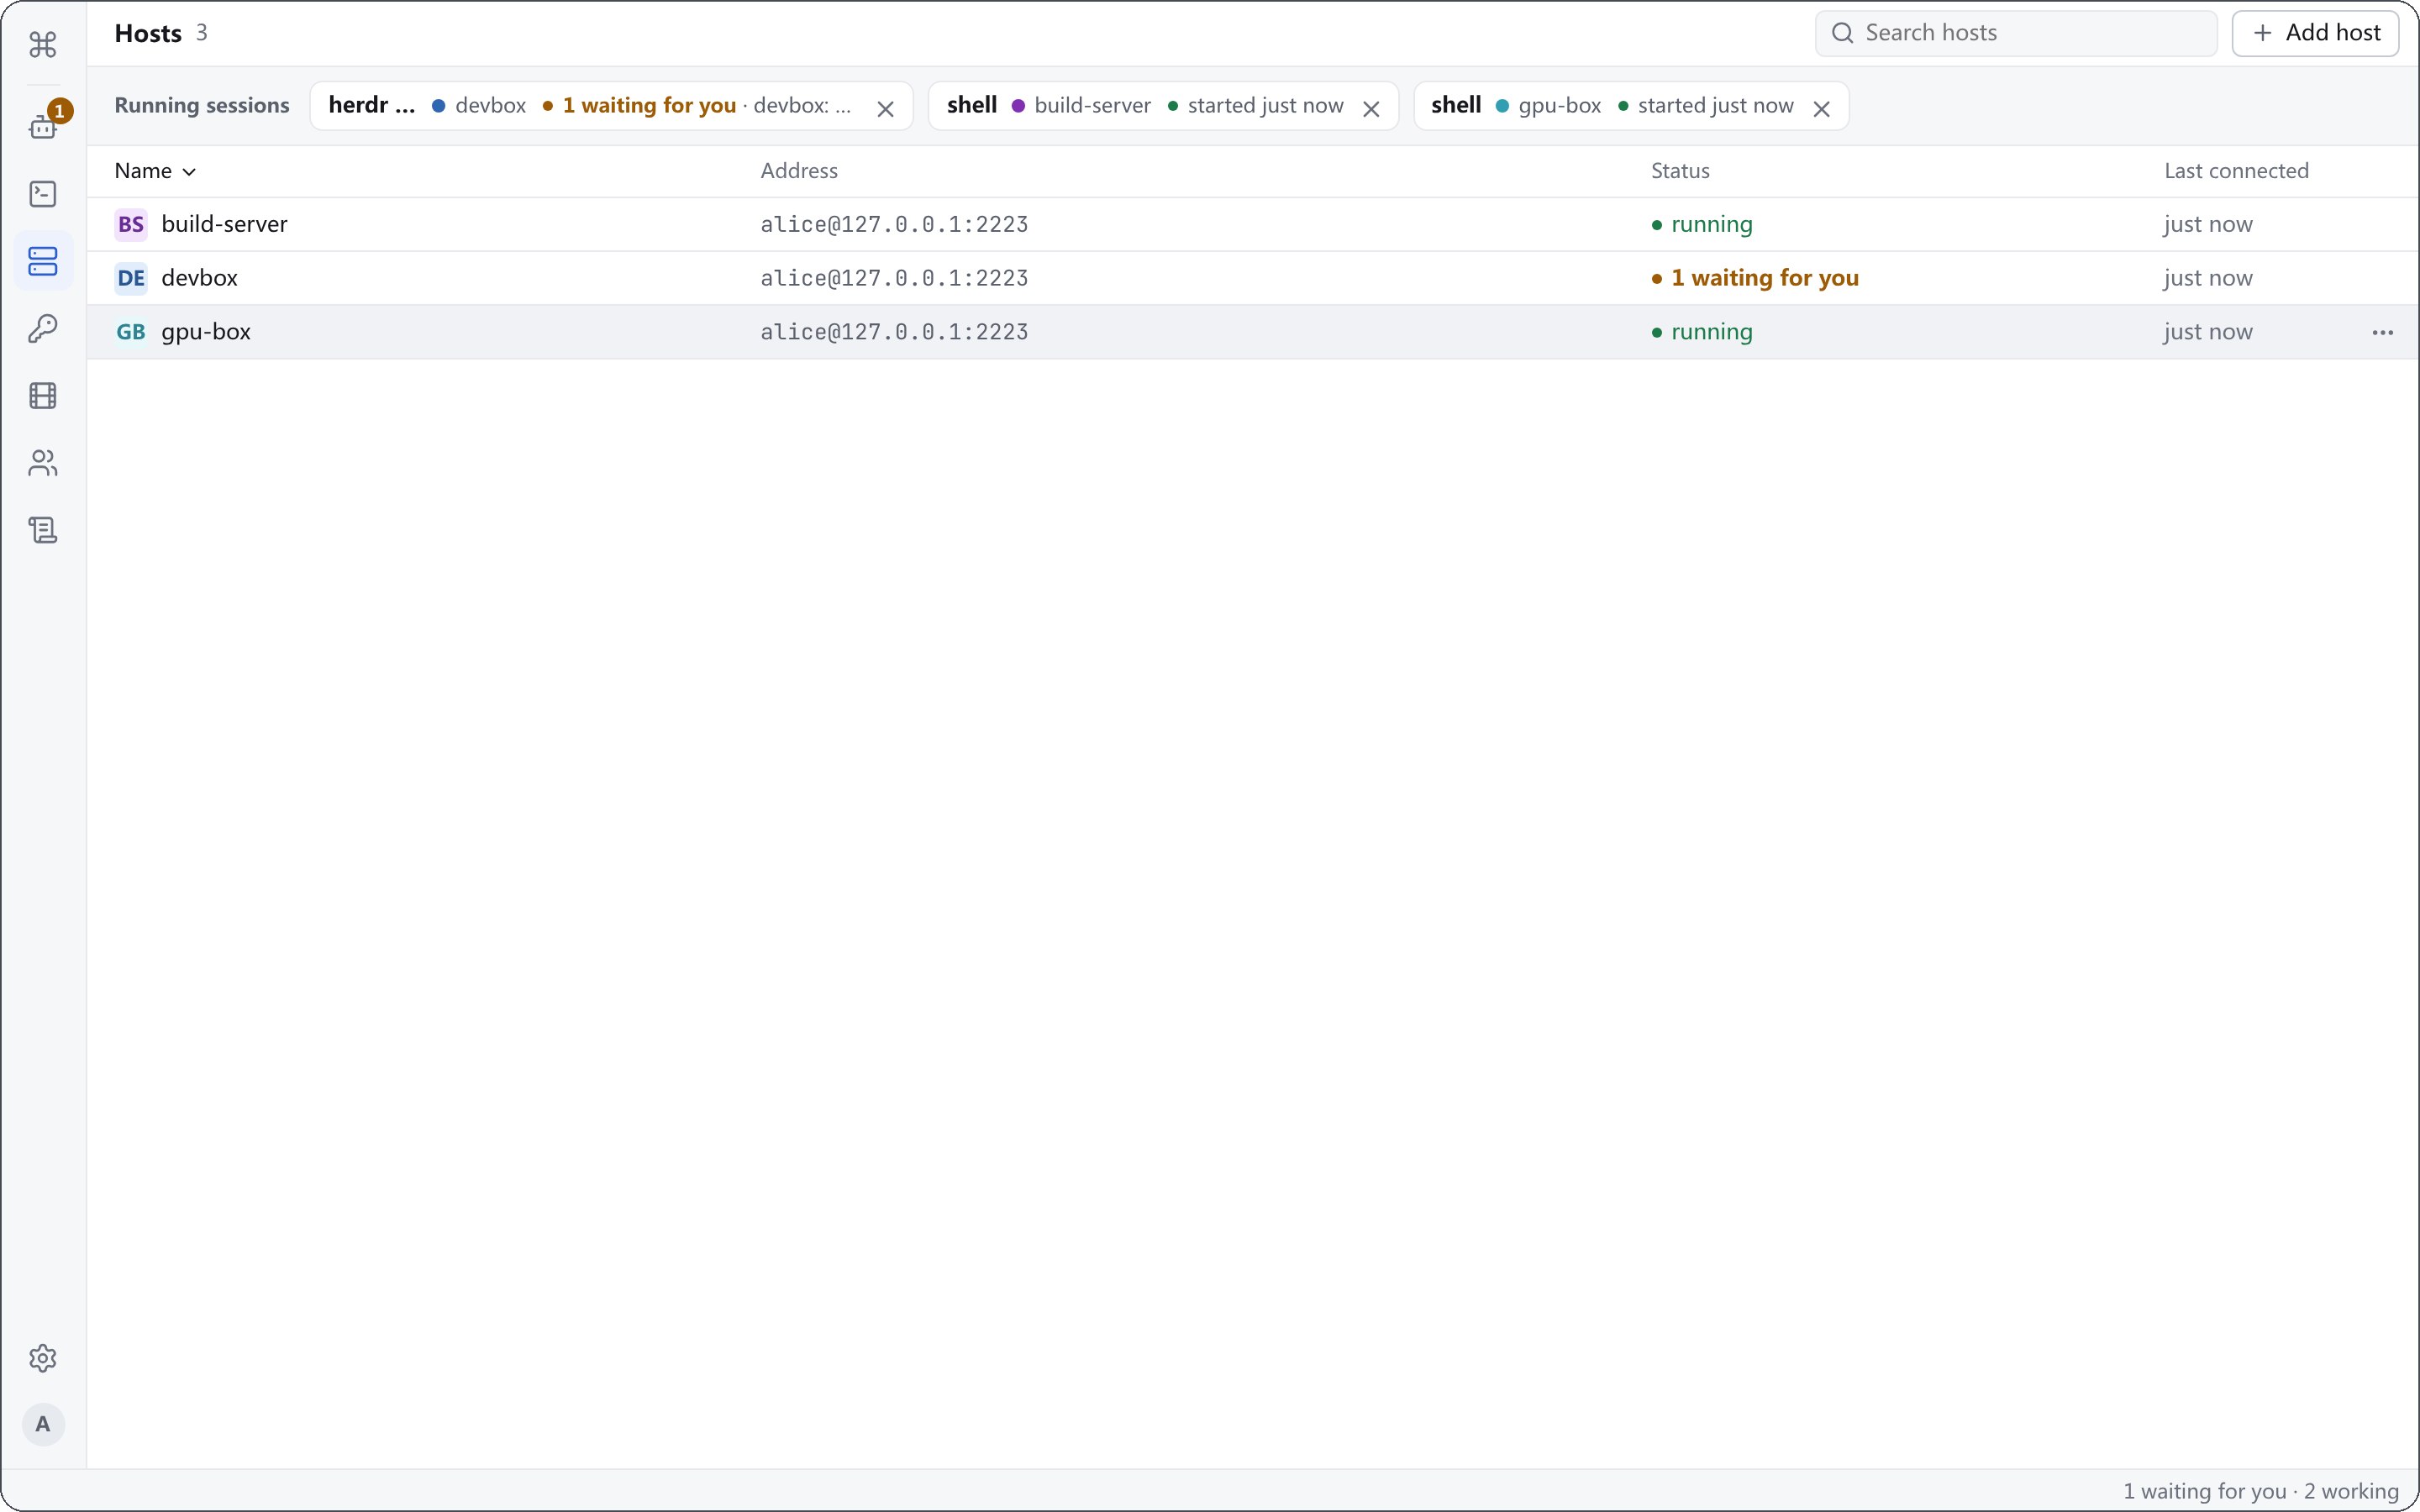 Hosts 3
Search hosts
+ Add host
1
Running sessions
herdr ... devbox 1 waiting for you · devbox: ...
shell build-server started just now
shell gpu-box started just now
Name Address Status Last connected
BS build-server alice@127.0.0.1:2223 running just now
DE devbox alice@127.0.0.1:2223 1 waiting for you just now
GB gpu-box alice@127.0.0.1:2223 running just now
A
1 waiting for you · 2 working